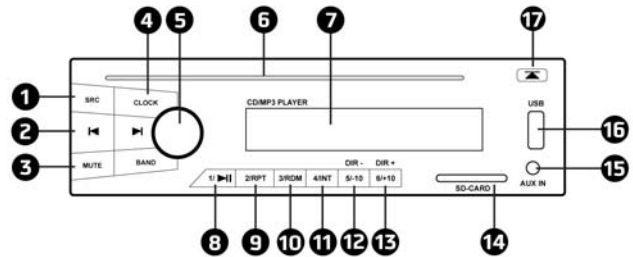 4 5 6 7 17
1 SRC CLOCK
CD/MP3 PLAYER
USB
2
16
3 MUTE BAND
DIR - DIR +
1/ 2/RPT 3/RDM 4/INT 5/-10 6/+10
SD-CARD
AUX IN
15
8 9 10 11 12 13 14